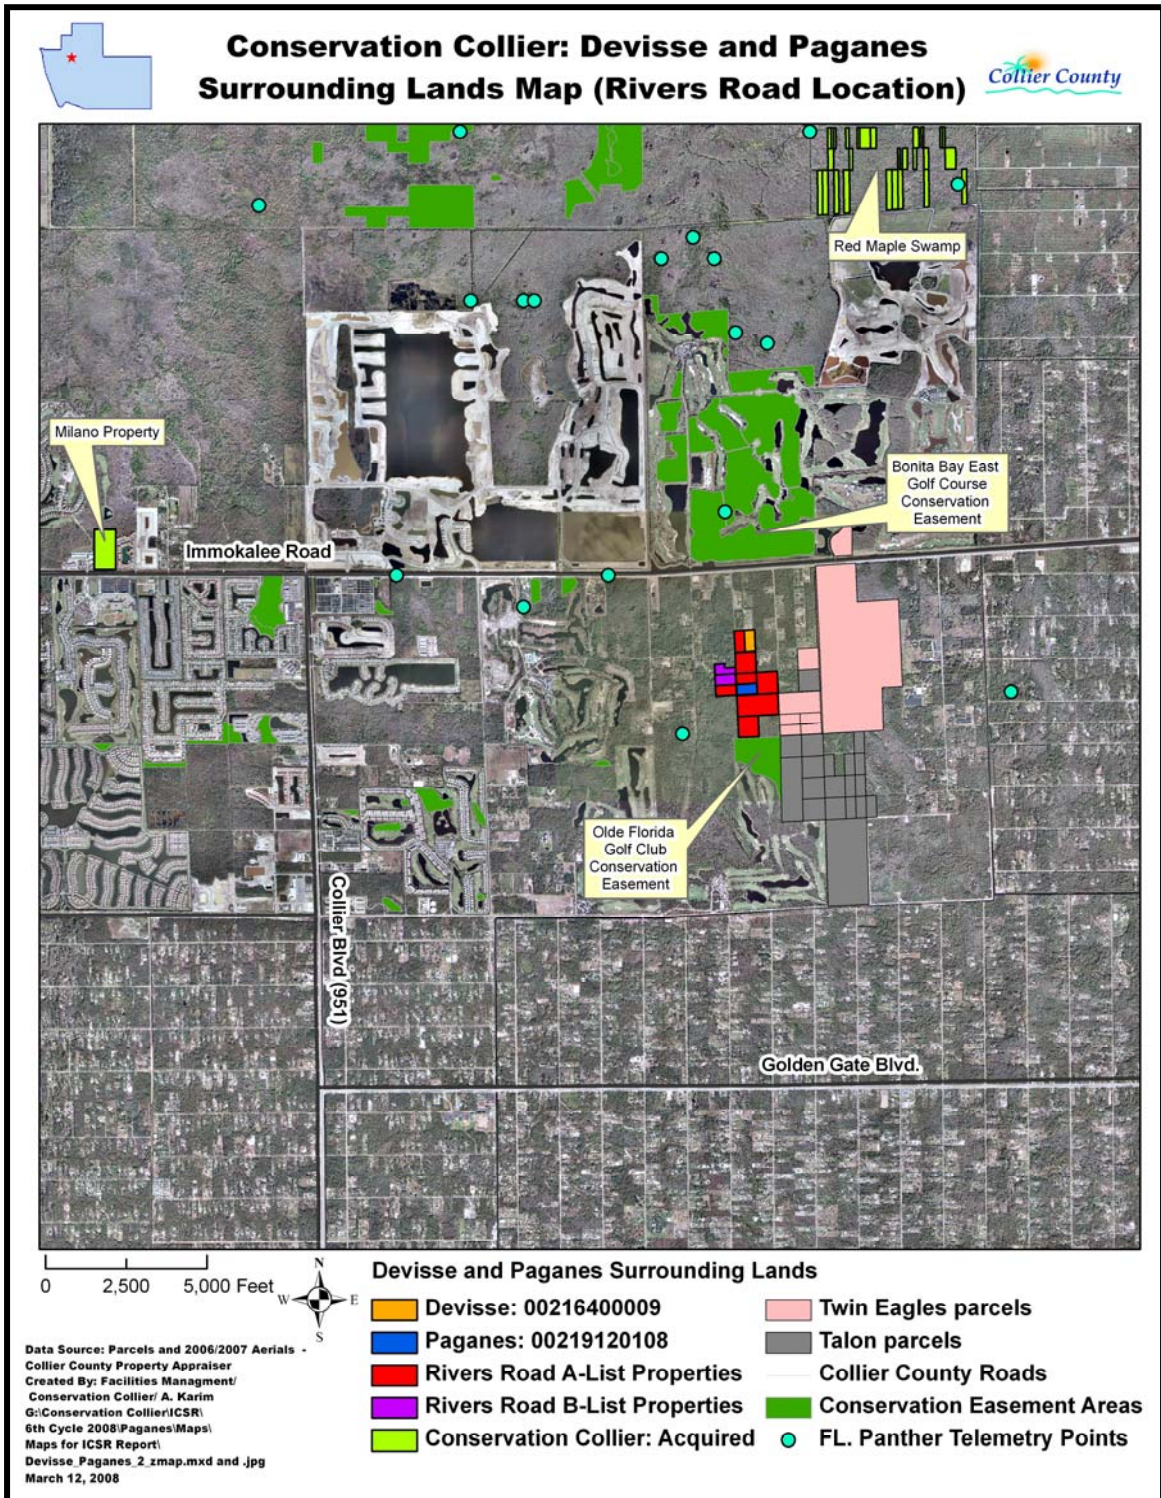 Conservation Collier: Devisse and Paganes
Surrounding Lands Map (Rivers Road Location)
Collier County
Red Maple Swamp
Milano Property
Bonita Bay East
Golf Course
Conservation
Easement
Immokalee Road
Olde Florida
Golf Club
Conservation
Easement
Collier Blvd (951)
Golden Gate Blvd.
0 2,500 5,000 Feet
N
W E
S
Devisse and Paganes Surrounding Lands
Devisse: 00216400009
Paganes: 00219120108
Rivers Road A-List Properties
Rivers Road B-List Properties
Conservation Collier: Acquired
Twin Eagles parcels
Talon parcels
Collier County Roads
Conservation Easement Areas
FL. Panther Telemetry Points
Data Source: Parcels and 2006/2007 Aerials -
Collier County Property Appraiser
Created By: Facilities Managment/
Conservation Collier/ A. Karim
G:\Conservation Collier\ICSR\
6th Cycle 2008\Paganes\Maps\
Maps for ICSR Report\
Devisse_Paganes_2_zmap.mxd and .jpg
March 12, 2008